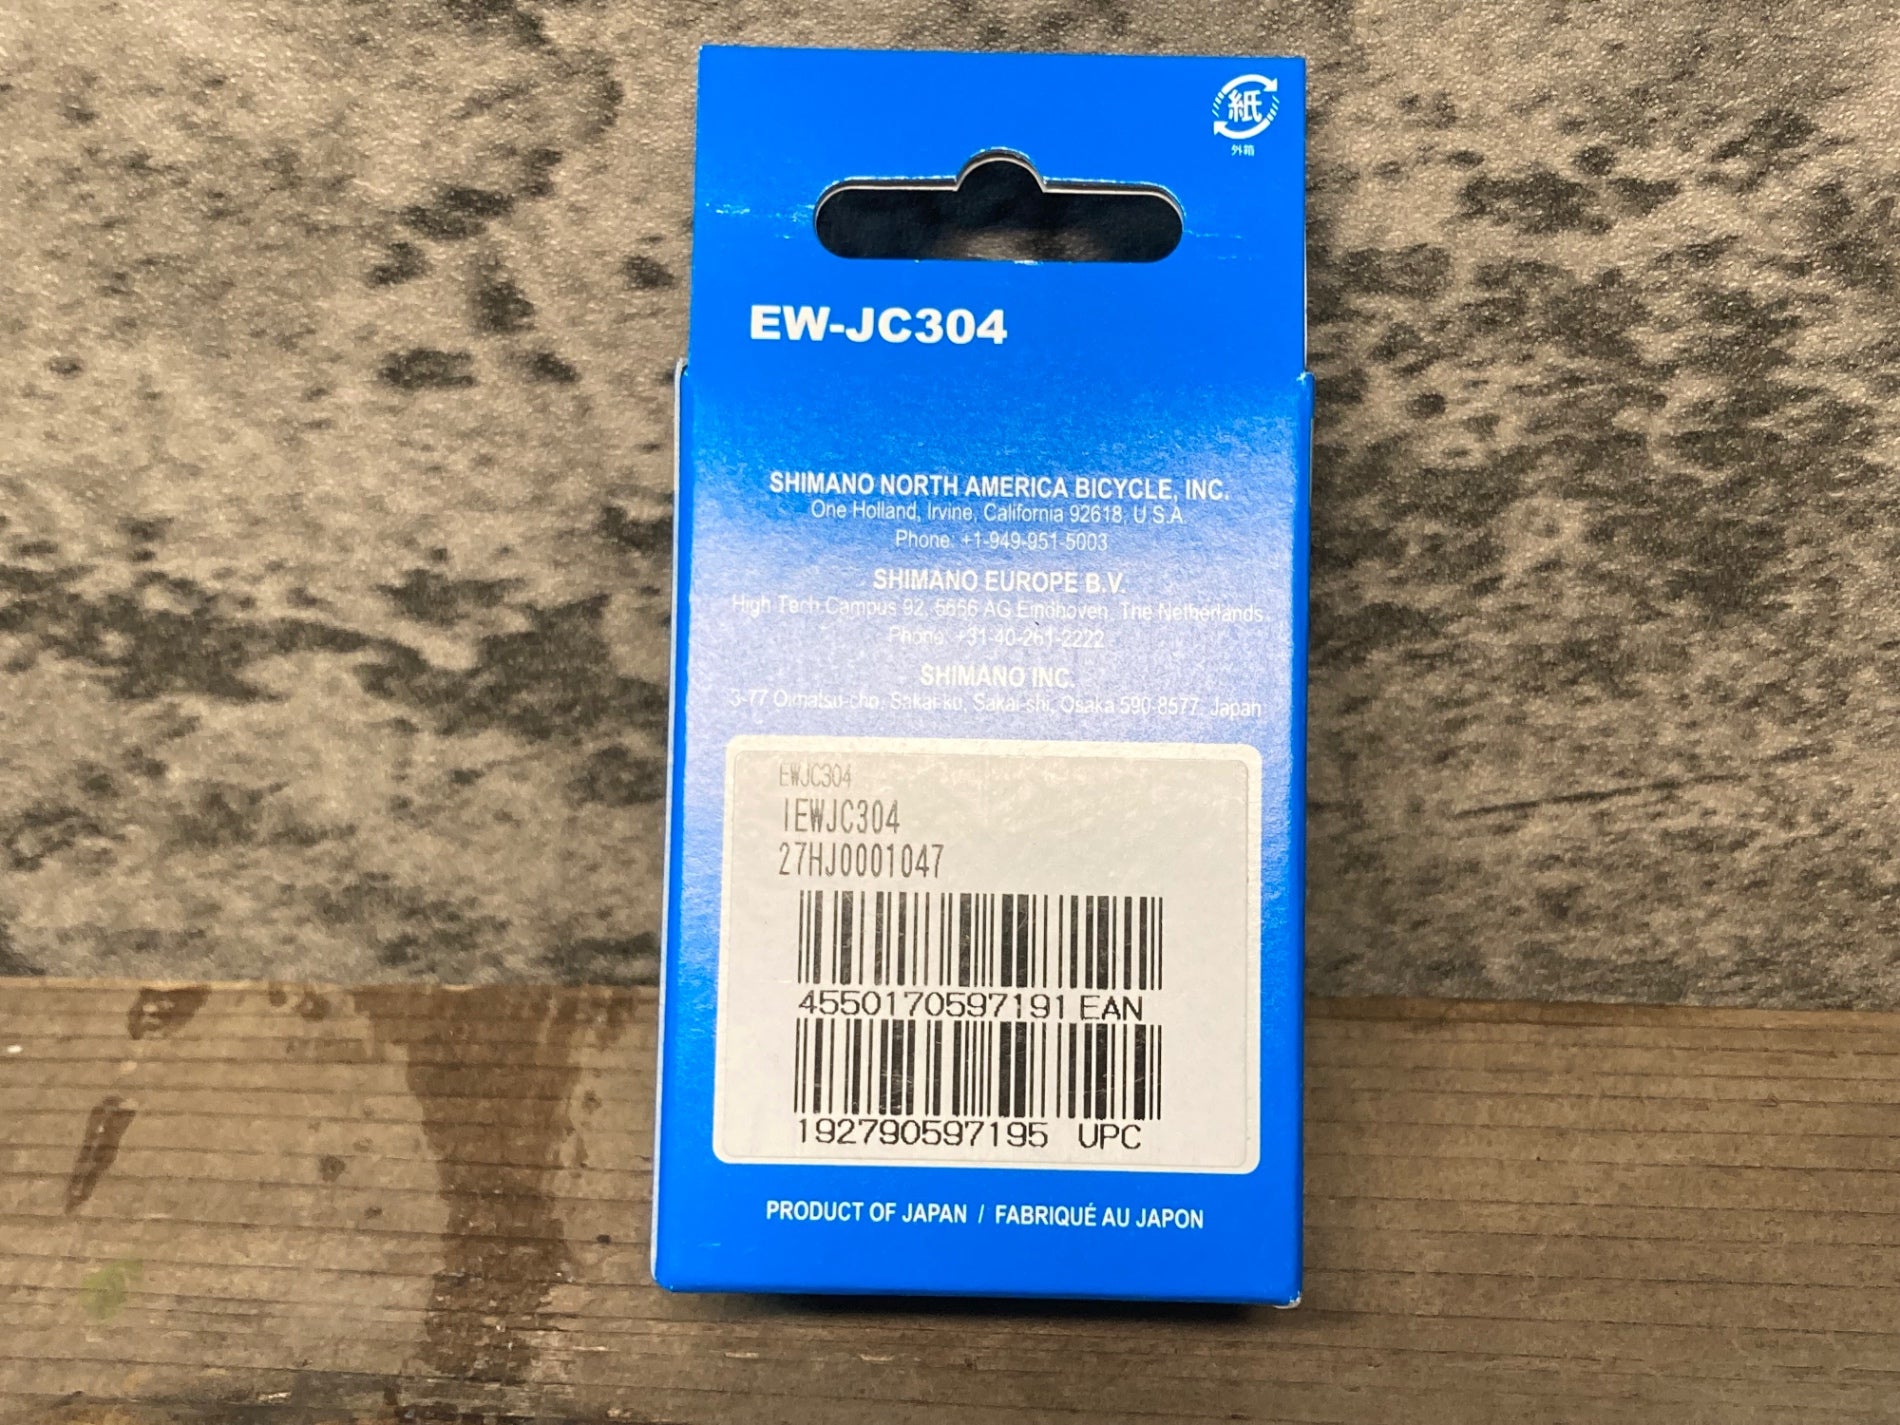 紙
外箱
EW-JC304
SHIMANO NORTH AMERICA BICYCLE, INC.
One Holland, Irvine, California 92618, U.S.A.
Phone: +1-949-951-5003
SHIMANO EUROPE B.V.
High Tech Campus 92, 5656 AG Eindhoven, The Netherlands
Phone: +31-40-261-2222
SHIMANO INC.
3-77 Oimatsu-cho, Sakai-ku, Sakai-shi, Osaka 590-8577, Japan
EWJC304
IEWJC304
27HJ0001047
4550170597191 EAN
192790597195 UPC
PRODUCT OF JAPAN / FABRIQUÉ AU JAPON